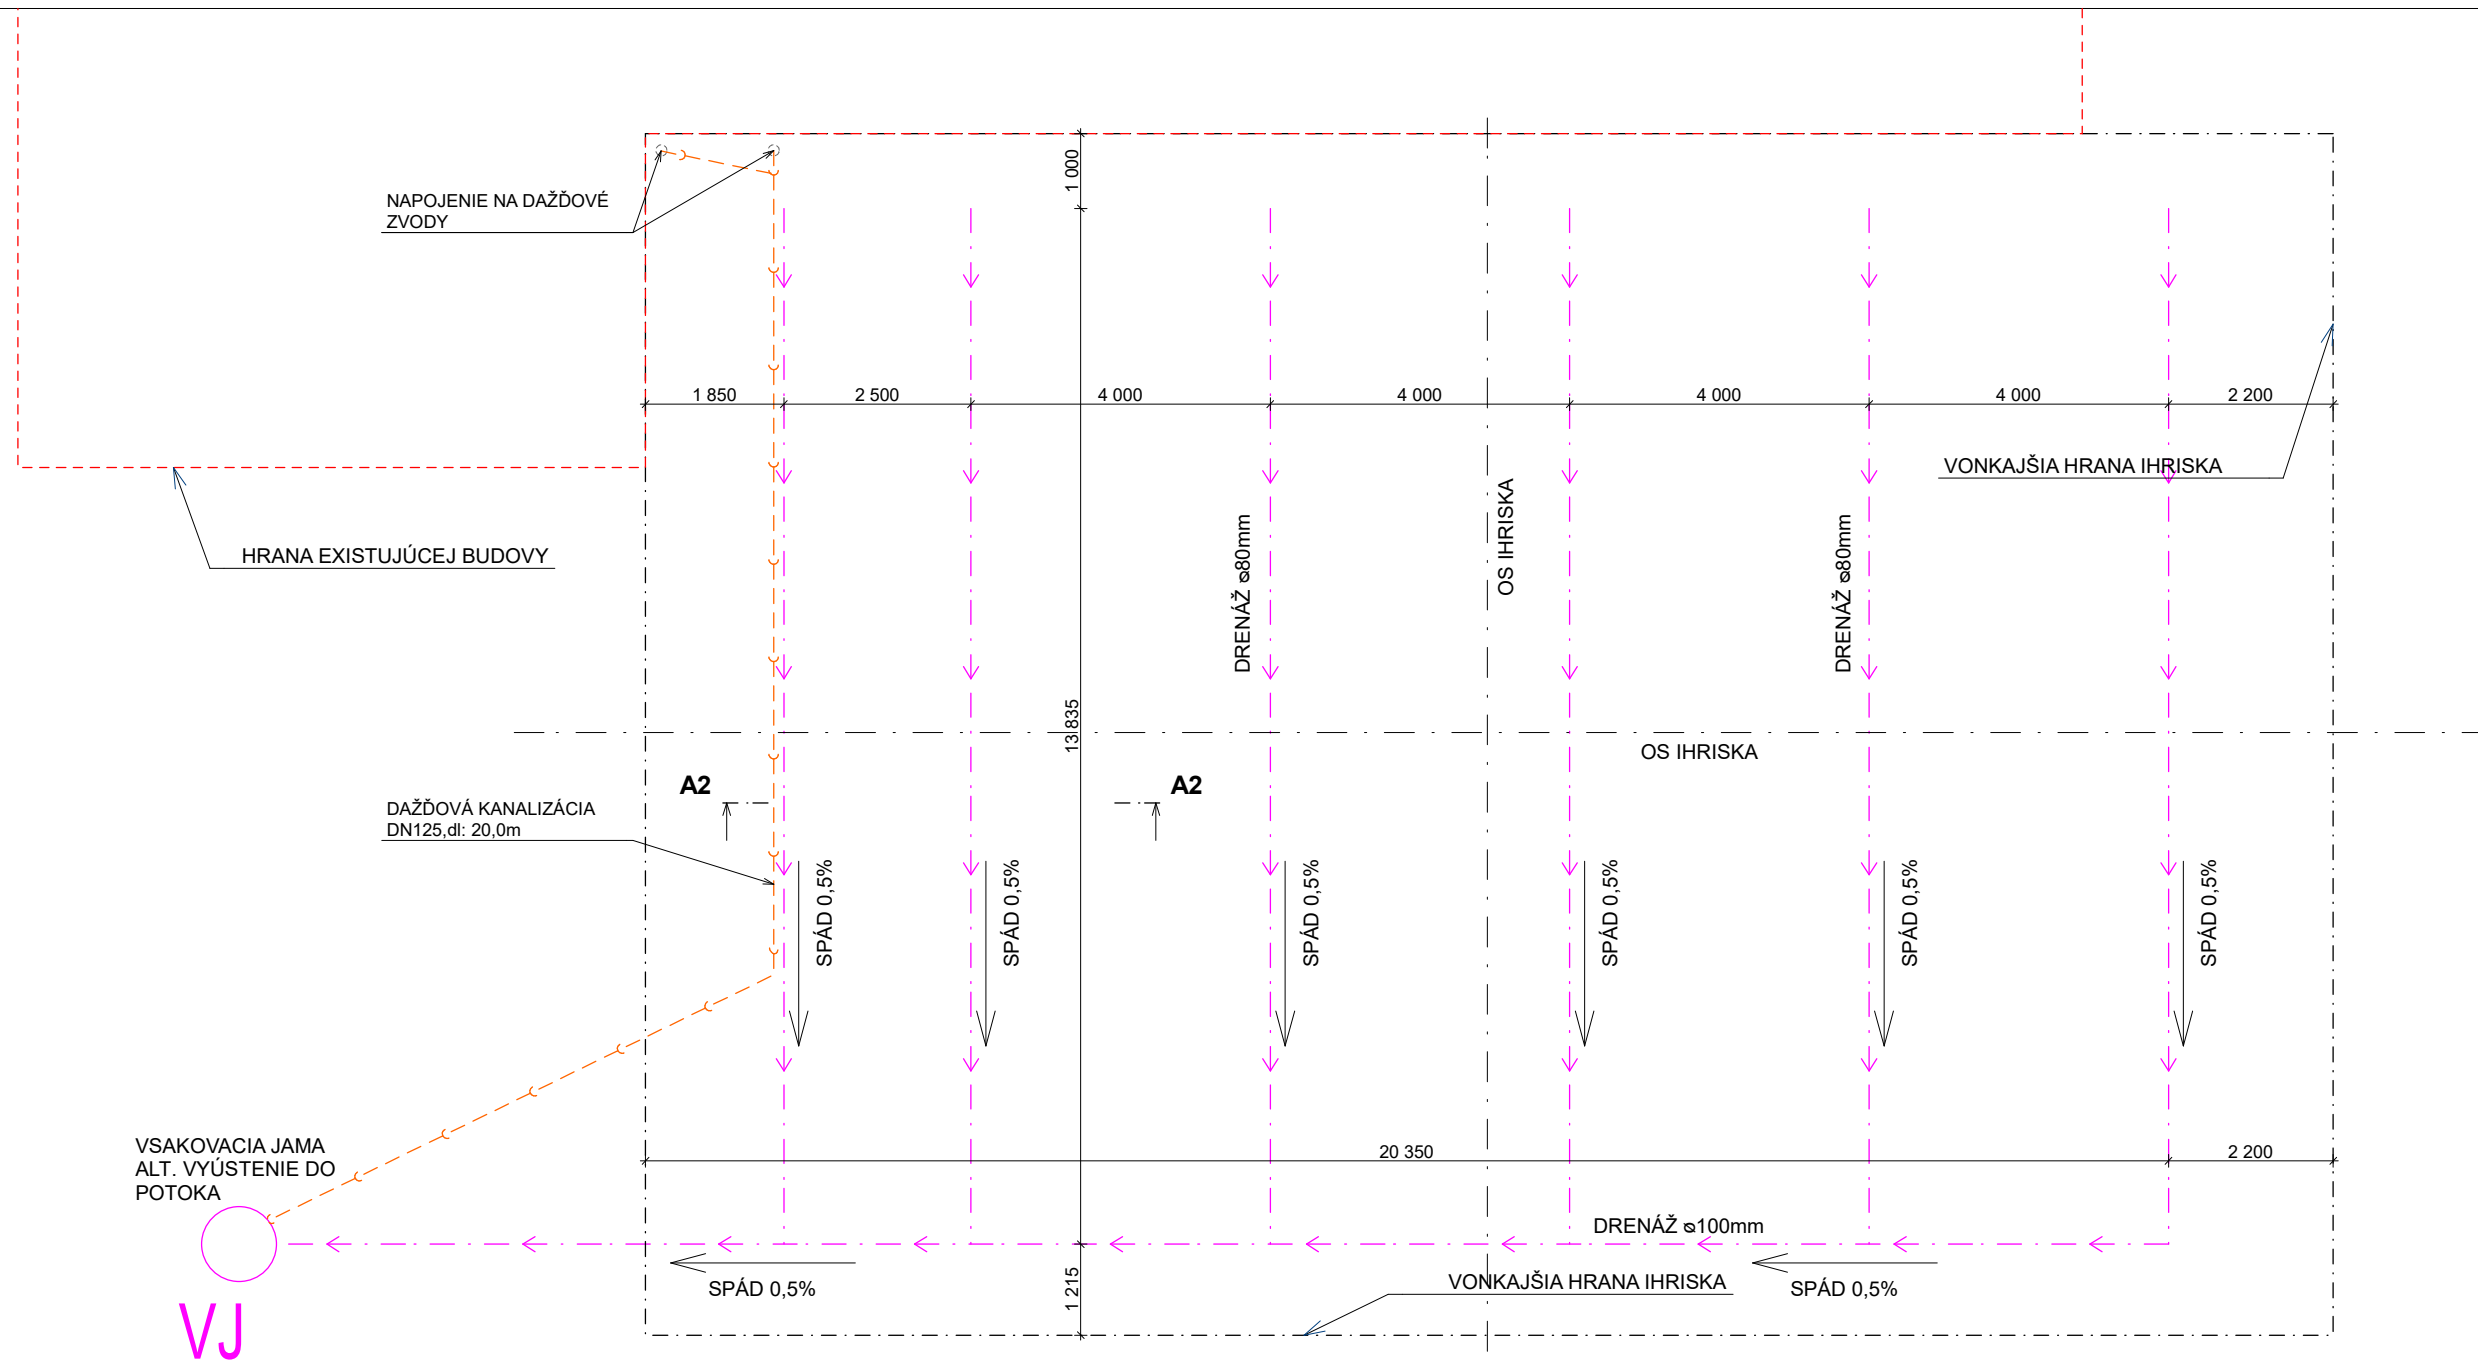 1 000
NAPOJENIE NA DAŽĎOVÉ
ZVODY
1 850
2 500
4 000
4 000
4 000
4 000
2 200
VONKAJŠIA HRANA IHRISKA
HRANA EXISTUJÚCEJ BUDOVY
DRENÁŽ ⌀80mm
OS IHRISKA
DRENÁŽ ⌀80mm
13 835
OS IHRISKA
A2
A2
DAŽĎOVÁ KANALIZÁCIA
DN125,dl: 20,0m
SPÁD 0,5%
SPÁD 0,5%
SPÁD 0,5%
SPÁD 0,5%
SPÁD 0,5%
SPÁD 0,5%
VSAKOVACIA JAMA
ALT. VYÚSTENIE DO
POTOKA
20 350
2 200
DRENÁŽ ⌀100mm
SPÁD 0,5%
1 215
VONKAJŠIA HRANA IHRISKA
SPÁD 0,5%
VJ